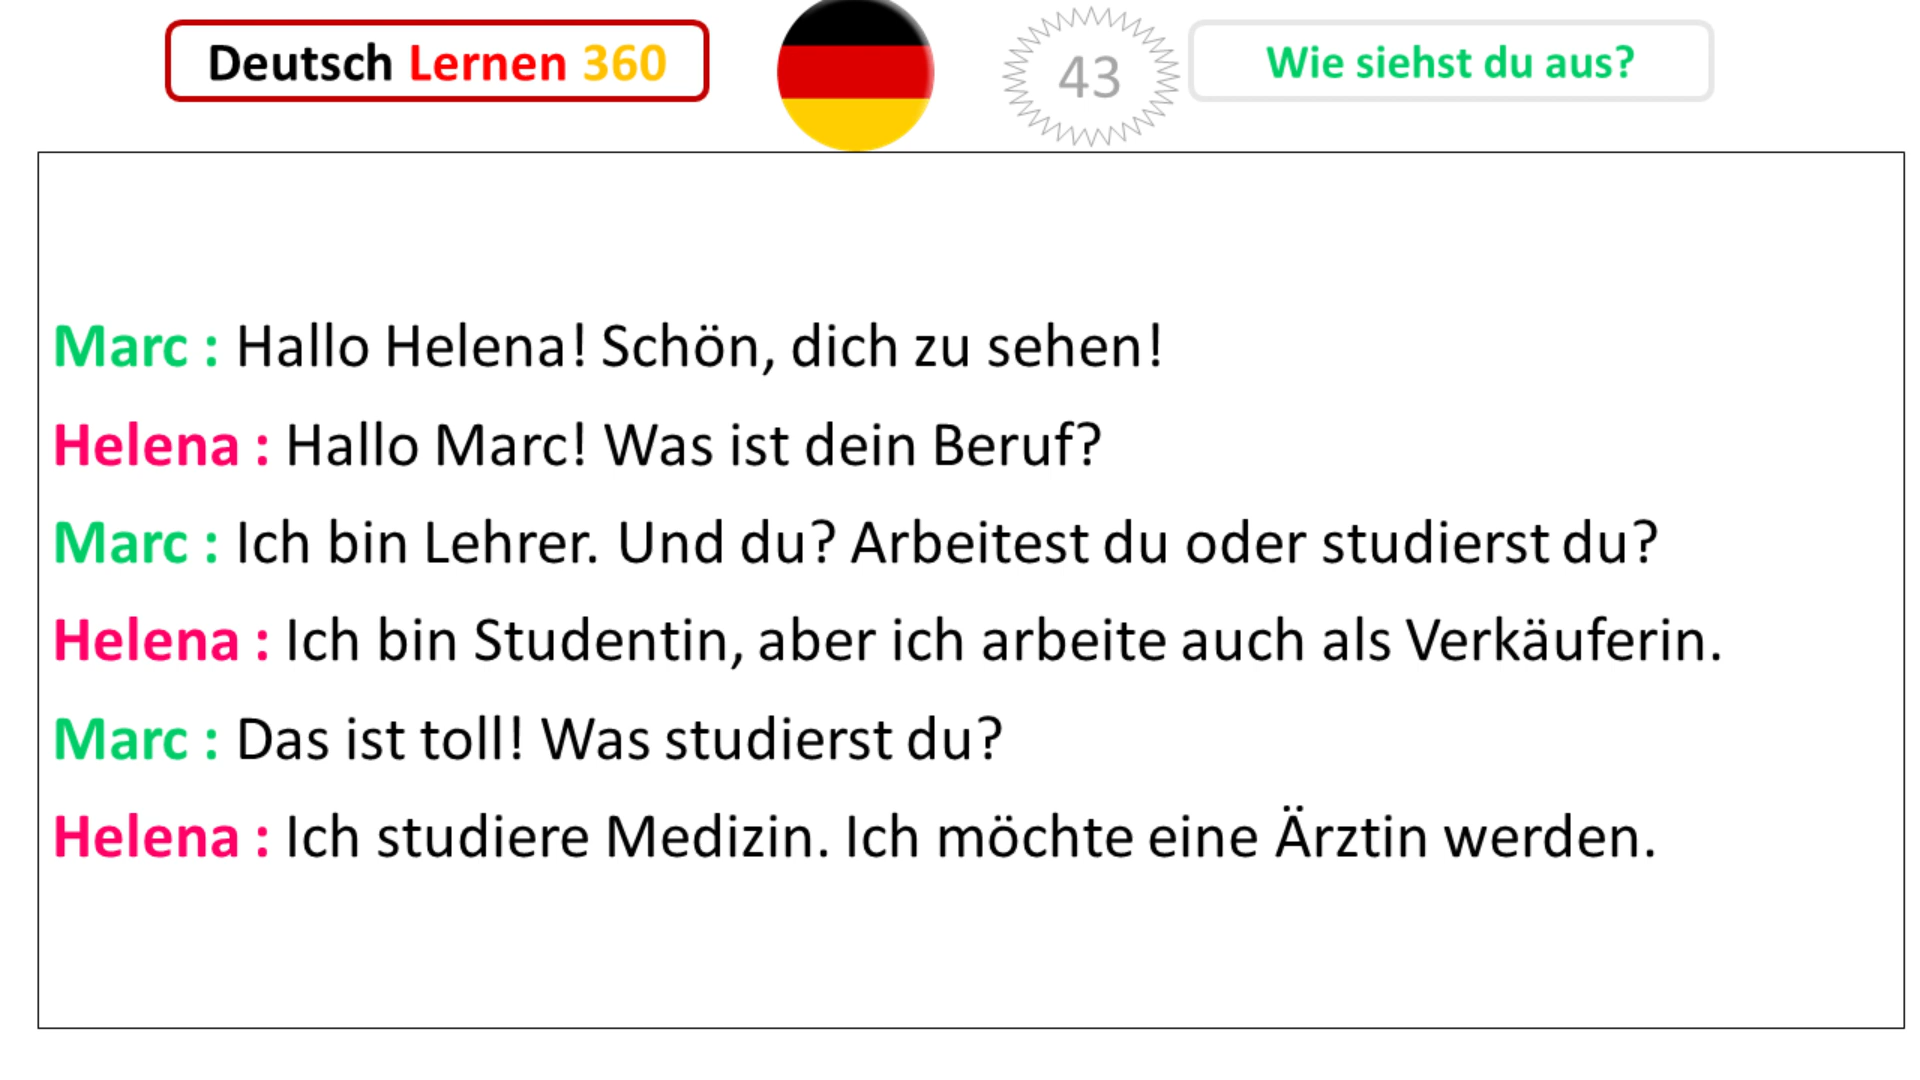 Deutsch Lernen 360
43
Wie siehst du aus?
Marc : Hallo Helena! Schön, dich zu sehen!
Helena : Hallo Marc! Was ist dein Beruf?
Marc : Ich bin Lehrer. Und du? Arbeitest du oder studierst du?
Helena : Ich bin Studentin, aber ich arbeite auch als Verkäuferin.
Marc : Das ist toll! Was studierst du?
Helena : Ich studiere Medizin. Ich möchte eine Ärztin werden.